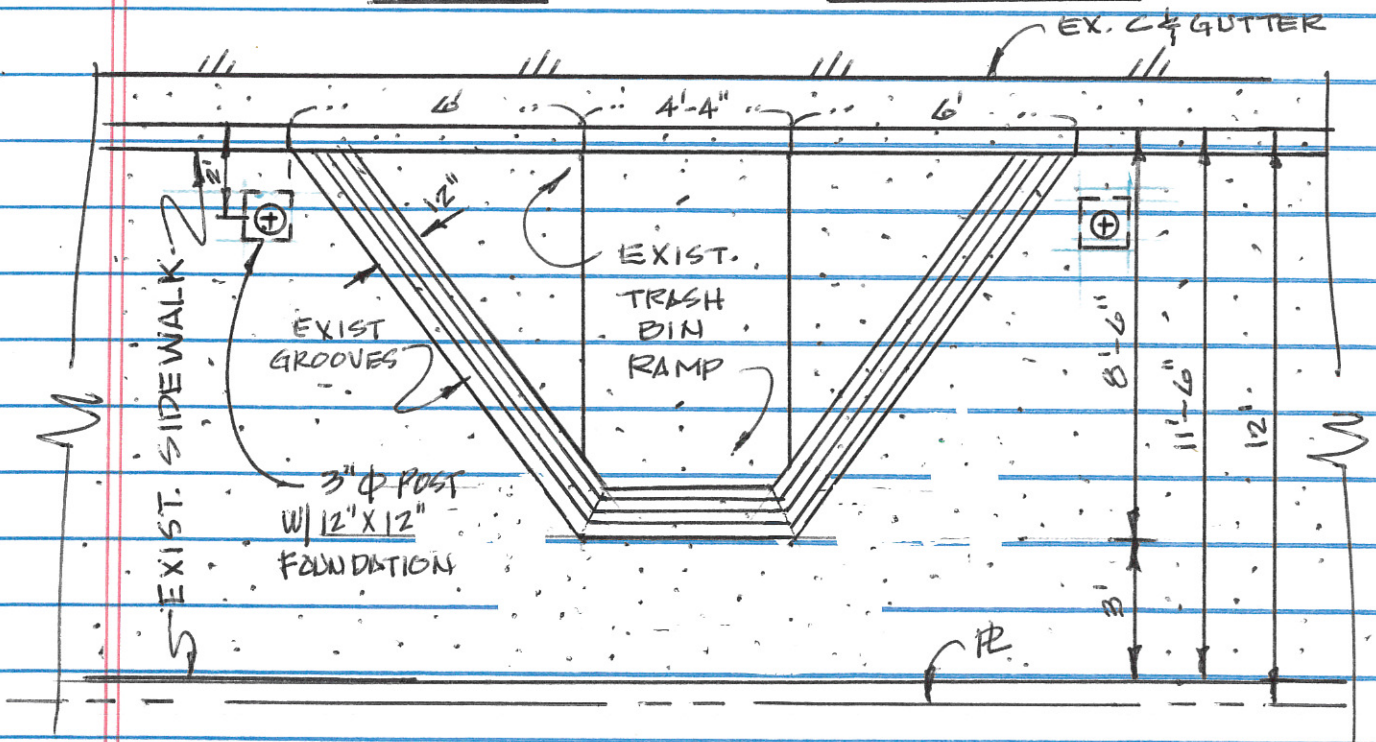 EX. C & GUTTER
6'
4'-4"
6'
2'
12"
EXIST. SIDEWALK
EXIST.
TRASH
BIN
RAMP
EXIST
GROOVES
8'-6"
11'-6"
12'
3"Φ POST
W/ 12" X 12"
FOUNDATION
3'
PL